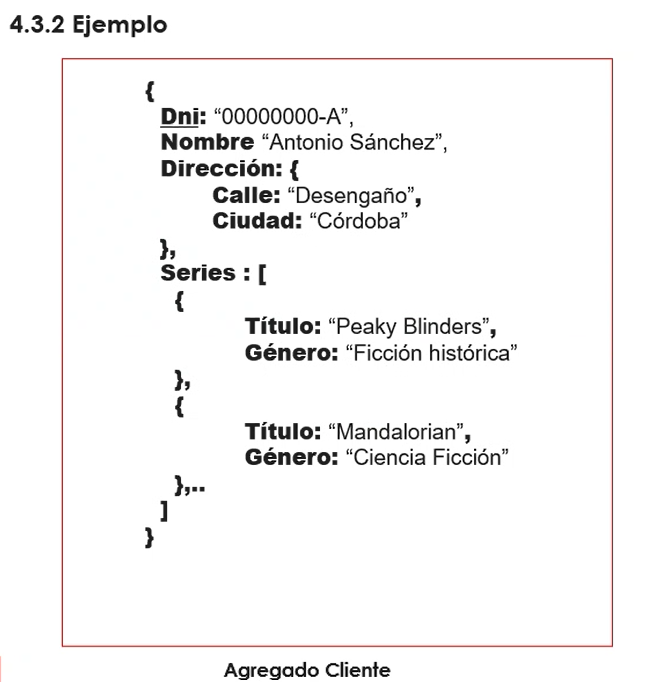 4.3.2 Ejemplo
{
Dni: “00000000-A”,
Nombre “Antonio Sánchez”,
Dirección: {
Calle: “Desengaño”,
Ciudad: “Córdoba”
},
Series : [
{
Título: “Peaky Blinders”,
Género: “Ficción histórica”
},
{
Título: “Mandalorian”,
Género: “Ciencia Ficción”
},..
]
}
Agregado Cliente